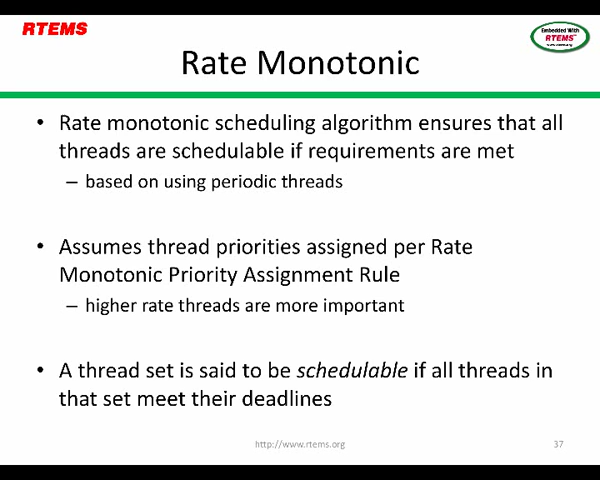 RTEMS
Embedded With
RTEMS
www.rtems.org
Rate Monotonic
• Rate monotonic scheduling algorithm ensures that all
threads are schedulable if requirements are met
– based on using periodic threads
• Assumes thread priorities assigned per Rate
Monotonic Priority Assignment Rule
– higher rate threads are more important
• A thread set is said to be schedulable if all threads in
that set meet their deadlines
http://www.rtems.org
37